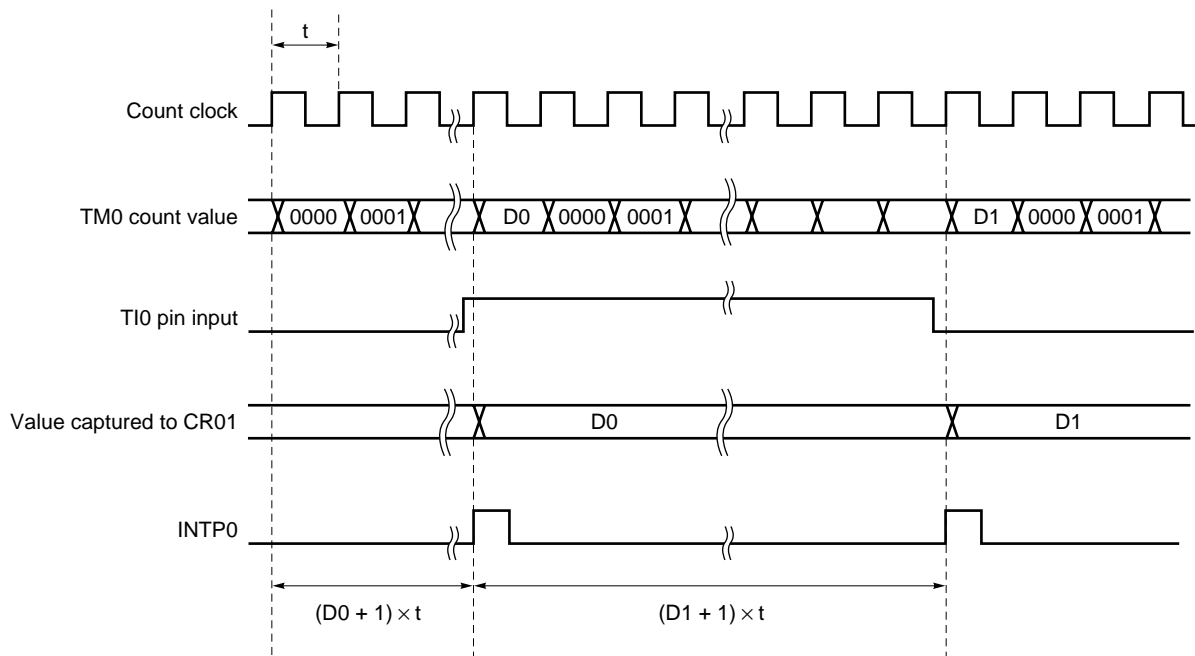 t
Count clock
TM0 count value 0000 0001 D0 0000 0001 D1 0000 0001
TI0 pin input
Value captured to CR01 D0 D1
INTP0
(D0 + 1) × t (D1 + 1) × t